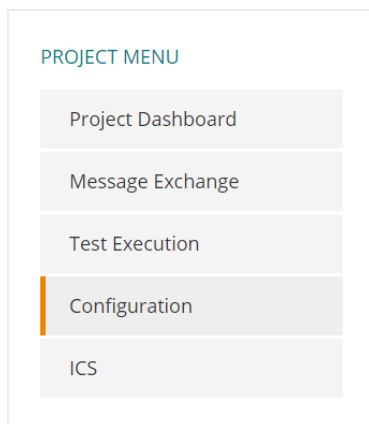 PROJECT MENU
Project Dashboard
Message Exchange
Test Execution
Configuration
ICS